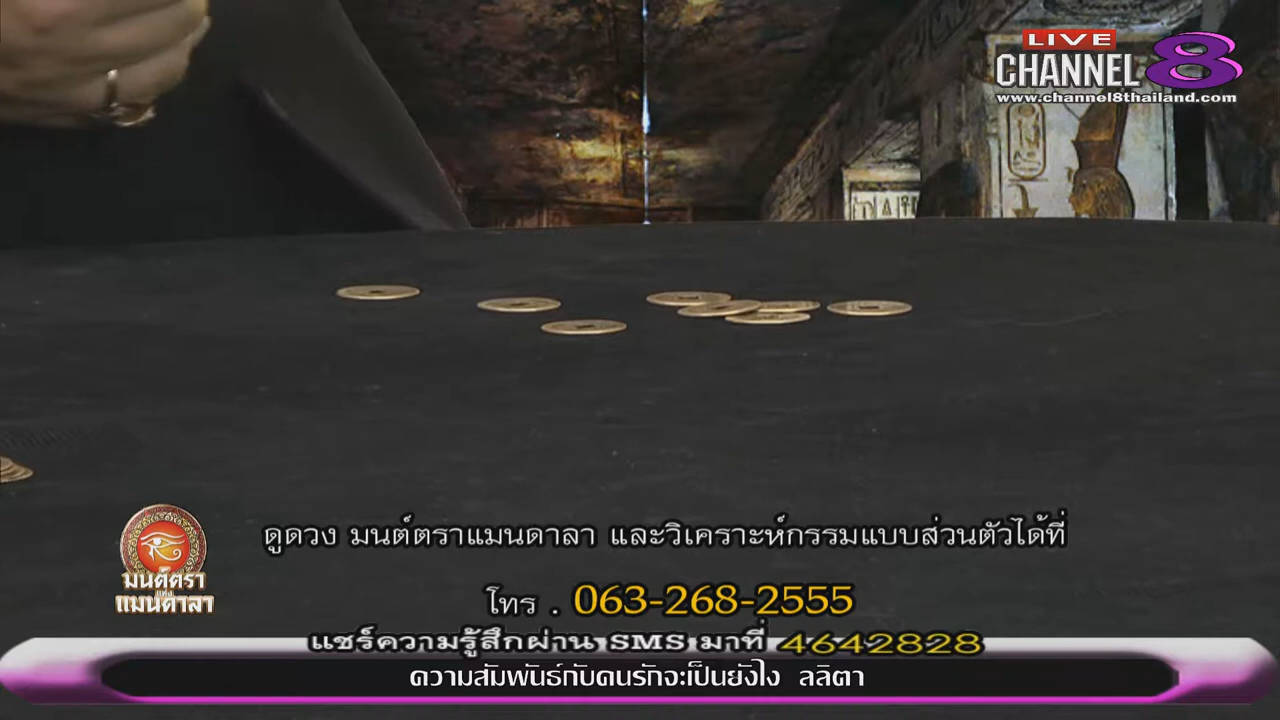 LIVE
CHANNEL 8
www.channel8thailand.com
ดูดวง มนต์ตราแมนดาลา และวิเคราะห์กรรมแบบส่วนตัวได้ที่
มนต์ตรา
แห่ง
แมนดาลา
โทร . 063-268-2555
แชร์ความรู้สึกผ่าน SMS มาที่ 4642828
ความสัมพันธ์กับคนรักจะเป็นยังไง ลลิตา